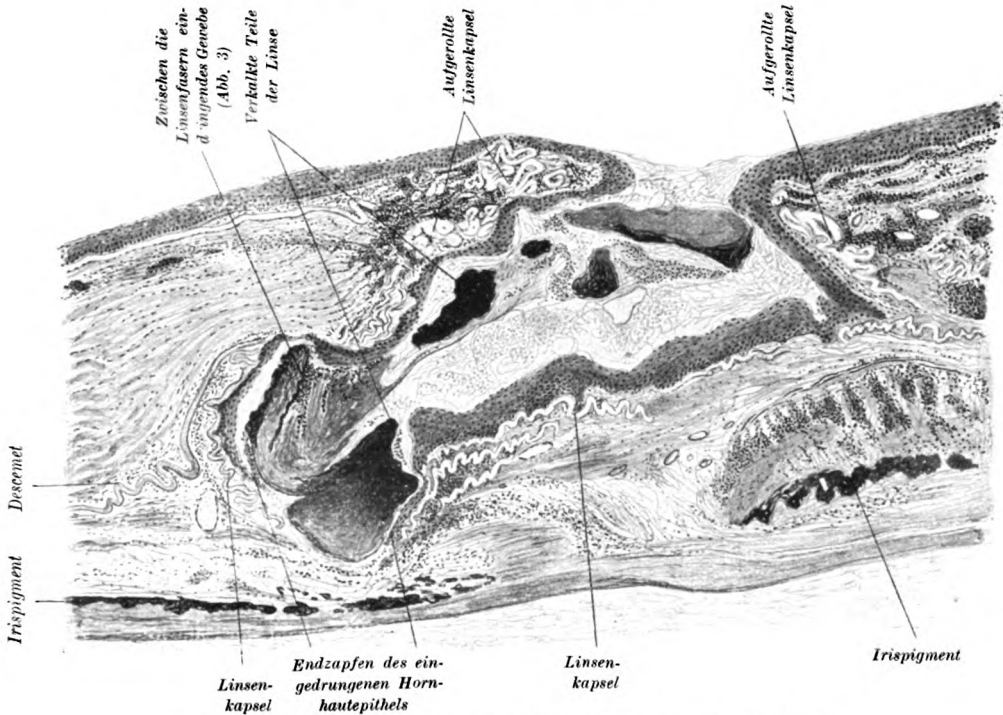 Zwischen die
Linsenfasern ein-
dringendes Gewebe
(Abb. 3)
Verkalkte Teile
der Linse
Aufgerollte
Linsenkapsel
Aufgerollte
Linsenkapsel
Descemet
Irispigment
Linsen-
kapsel
Endzapfen des ein-
gedrungenen Horn-
hautepithels
Linsen-
kapsel
Irispigment